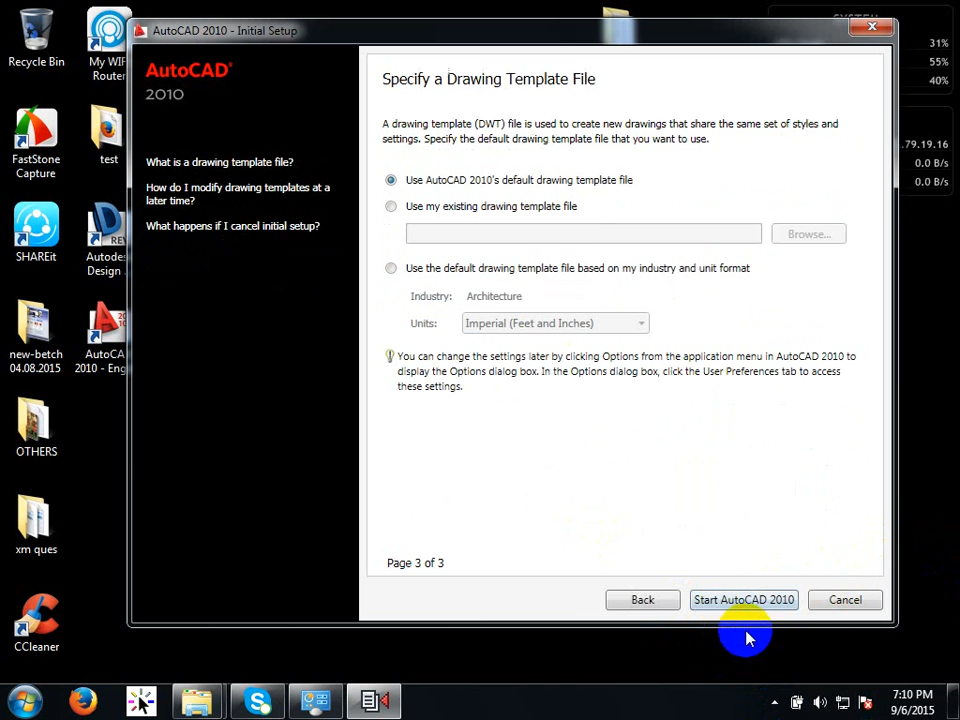 AutoCAD 2010 - Initial Setup
AutoCAD®
2010
What is a drawing template file?
How do I modify drawing templates at a
later time?
What happens if I cancel initial setup?
Specify a Drawing Template File
A drawing template (DWT) file is used to create new drawings that share the same set of styles and
settings. Specify the default drawing template file that you want to use.
Use AutoCAD 2010's default drawing template file
Use my existing drawing template file
Browse...
Use the default drawing template file based on my industry and unit format
Industry: Architecture
Units: Imperial (Feet and Inches)
You can change the settings later by clicking Options from the application menu in AutoCAD 2010 to
display the Options dialog box. In the Options dialog box, click the User Preferences tab to access
these settings.
Page 3 of 3
Back
Start AutoCAD 2010
Cancel
Recycle Bin
My WIF
Router
FastStone
Capture
test
SHAREit
Autodes
Design
new-betch
04.08.2015
AutoCA
2010 - Eng
OTHERS
xm ques
CCleaner
31%
55%
40%
.79.19.16
0.0 B/s
0.0 B/s
7:10 PM
9/6/2015